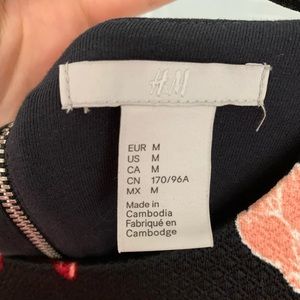 H&M
EUR M
US M
CA M
CN 170/96A
MX M
Made in
Cambodia
Fabriqué en
Cambodge